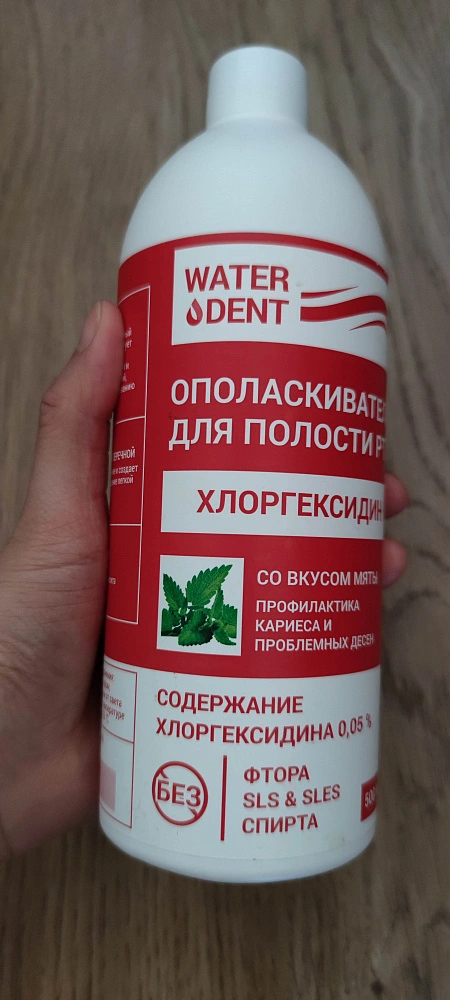 WATER
DENT
ОПОЛАСКИВАТЕ
ДЛЯ ПОЛОСТИ Р
ХЛОРГЕКСИДИН
СО ВКУСОМ МЯТЫ
ПРОФИЛАКТИКА
КАРИЕСА И
ПРОБЛЕМНЫХ ДЕСЕН
СОДЕРЖАНИЕ
ХЛОРГЕКСИДИНА 0,05 %
БЕЗ
ФТОРА
SLS & SLES
СПИРТА
500